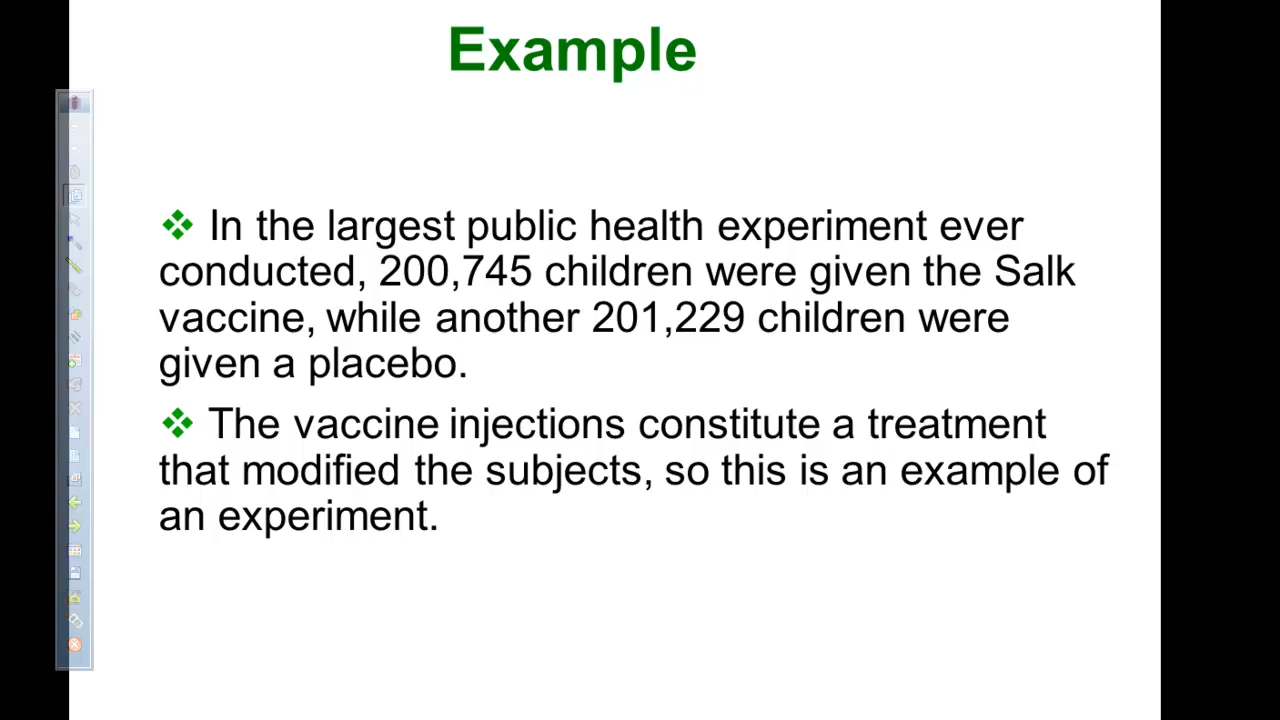 Example
In the largest public health experiment ever
conducted, 200,745 children were given the Salk
vaccine, while another 201,229 children were
given a placebo.
The vaccine injections constitute a treatment
that modified the subjects, so this is an example of
an experiment.